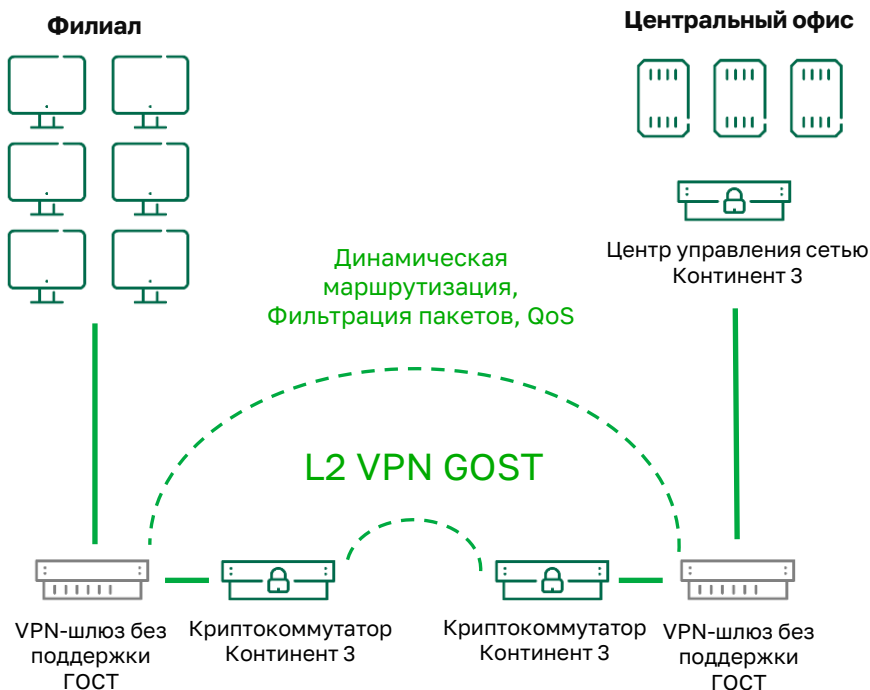 Филиал
Центральный офис
Центр управления сетью
Континент 3
Динамическая
маршрутизация,
Фильтрация пакетов, QoS
L2 VPN GOST
VPN-шлюз без
поддержки
ГОСТ
Криптокоммутатор
Континент 3
Криптокоммутатор
Континент 3
VPN-шлюз без
поддержки
ГОСТ